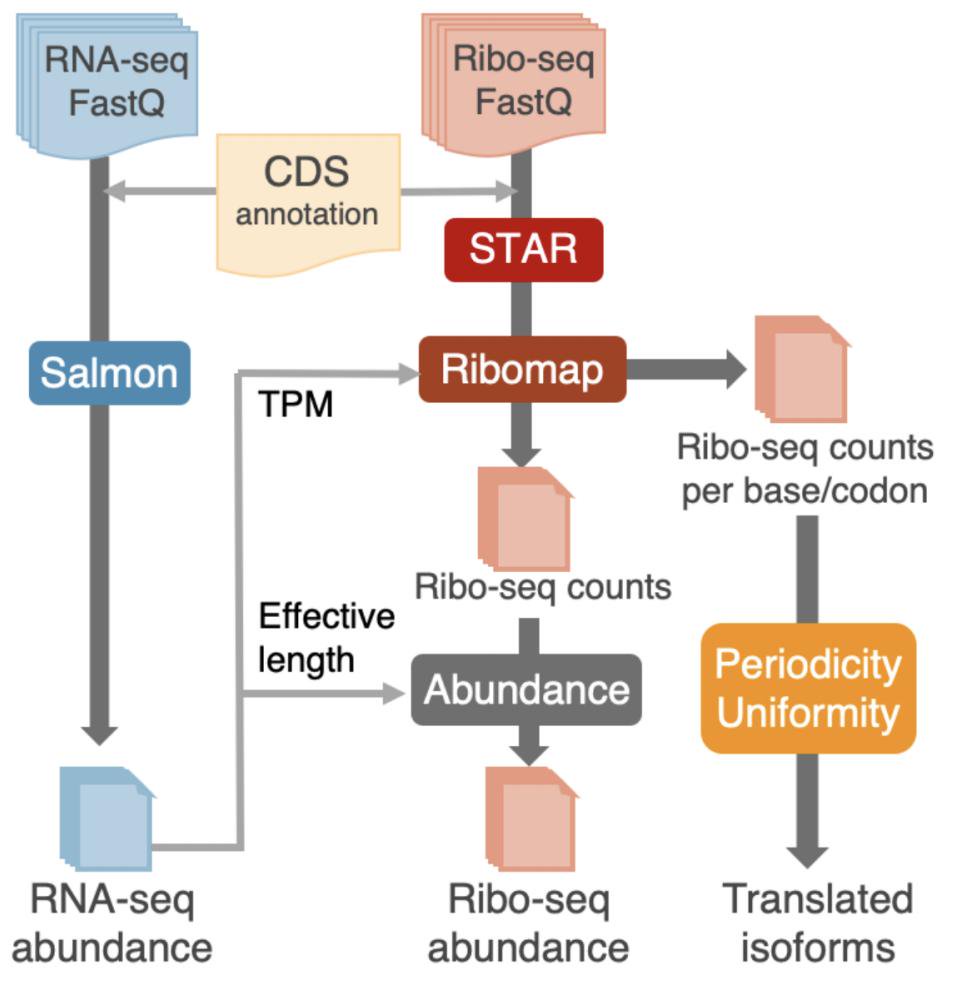 RNA-seq
FastQ
Ribo-seq
FastQ
CDS
annotation
STAR
Salmon
Ribomap
TPM
Ribo-seq counts
per base/codon
Ribo-seq counts
Effective
length
Abundance
Periodicity
Uniformity
RNA-seq
abundance
Ribo-seq
abundance
Translated
isoforms